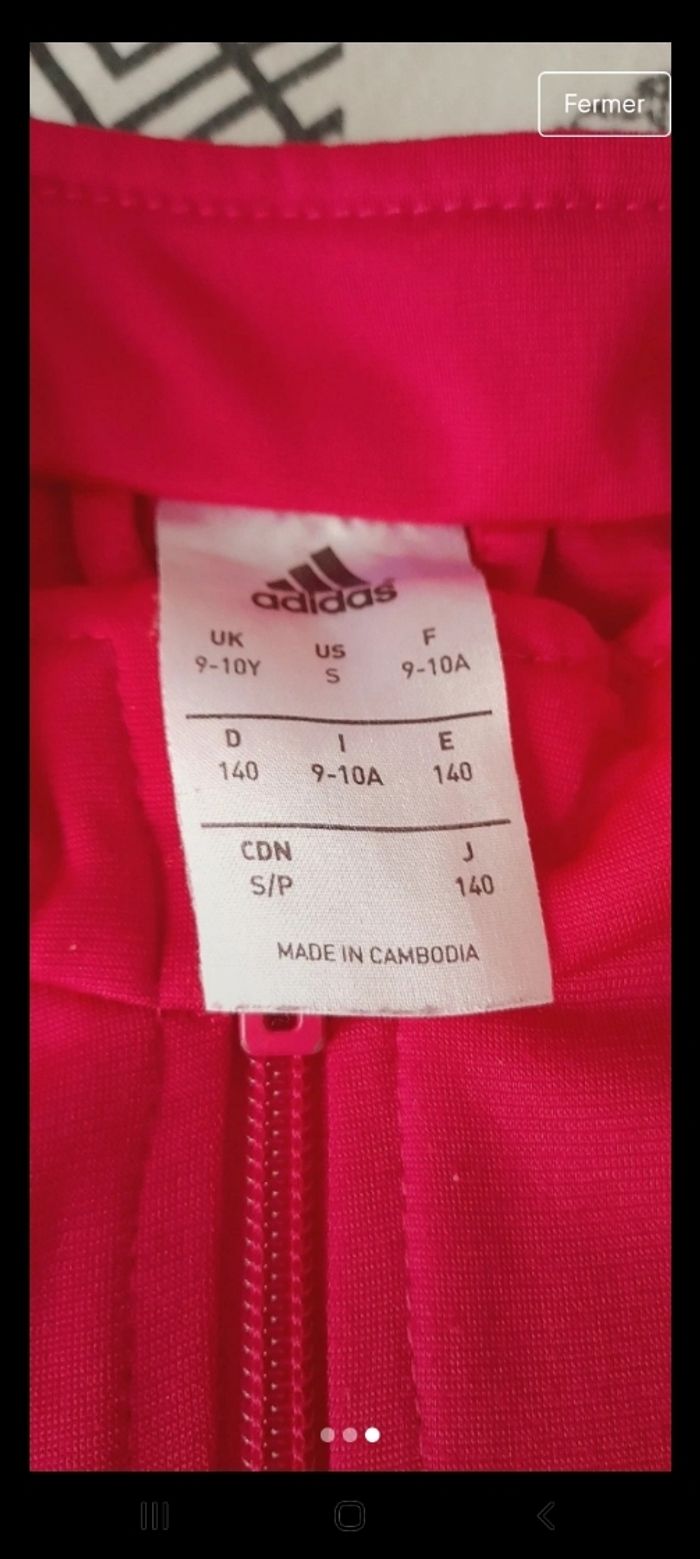 Fermer
adidas
UK US F
9-10Y S 9-10A
D I E
140 9-10A 140
CDN J
S/P 140
MADE IN CAMBODIA